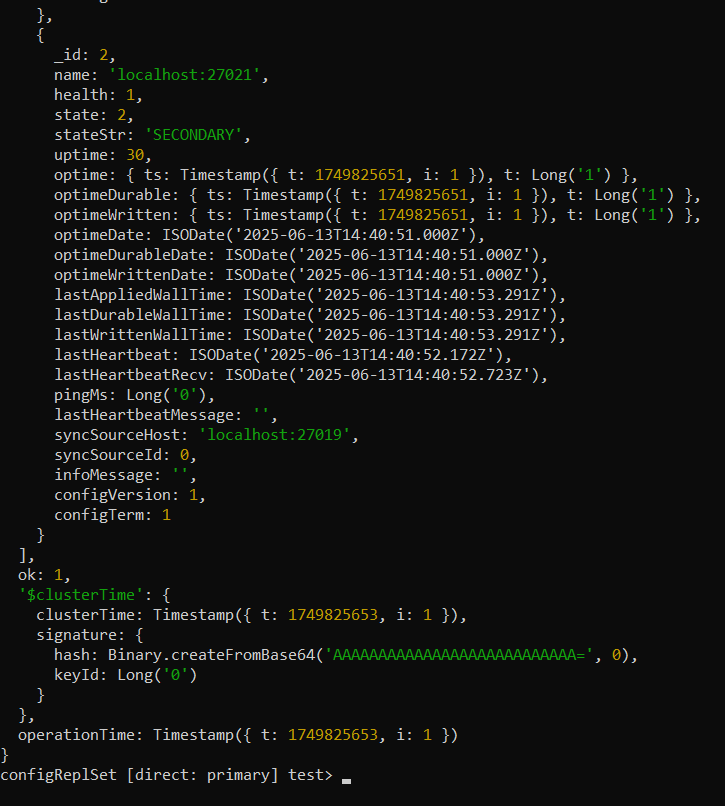 },
{
_id: 2,
name: 'localhost:27021',
health: 1,
state: 2,
stateStr: 'SECONDARY',
uptime: 30,
optime: { ts: Timestamp({ t: 1749825651, i: 1 }), t: Long('1') },
optimeDurable: { ts: Timestamp({ t: 1749825651, i: 1 }), t: Long('1') },
optimeWritten: { ts: Timestamp({ t: 1749825651, i: 1 }), t: Long('1') },
optimeDate: ISODate('2025-06-13T14:40:51.000Z'),
optimeDurableDate: ISODate('2025-06-13T14:40:51.000Z'),
optimeWrittenDate: ISODate('2025-06-13T14:40:51.000Z'),
lastAppliedWallTime: ISODate('2025-06-13T14:40:53.291Z'),
lastDurableWallTime: ISODate('2025-06-13T14:40:53.291Z'),
lastWrittenWallTime: ISODate('2025-06-13T14:40:53.291Z'),
lastHeartbeat: ISODate('2025-06-13T14:40:52.172Z'),
lastHeartbeatRecv: ISODate('2025-06-13T14:40:52.723Z'),
pingMs: Long('0'),
lastHeartbeatMessage: '',
syncSourceHost: 'localhost:27019',
syncSourceId: 0,
infoMessage: '',
configVersion: 1,
configTerm: 1
}
],
ok: 1,
'$clusterTime': {
clusterTime: Timestamp({ t: 1749825653, i: 1 }),
signature: {
hash: Binary.createFromBase64('AAAAAAAAAAAAAAAAAAAAAAAAAAA=', 0),
keyId: Long('0')
}
},
operationTime: Timestamp({ t: 1749825653, i: 1 })
}
configReplSet [direct: primary] test>